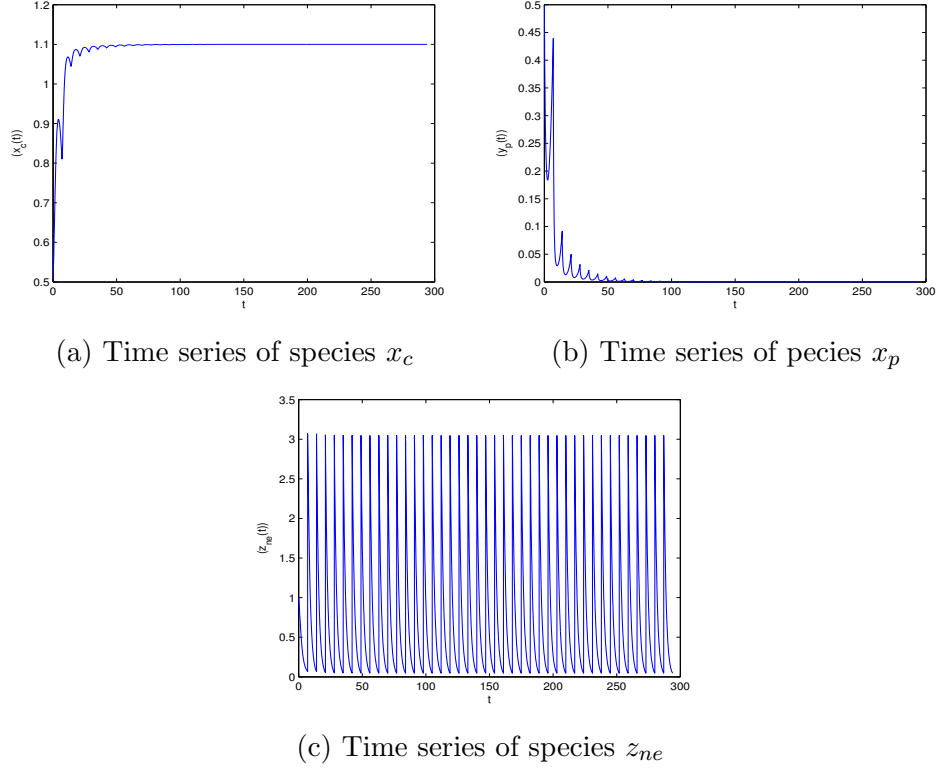 1.2
1.1
1
0.9
0.8
0.7
0.6
0.5
(x_c(t))
0 50 100 150 200 250 300
t
(a) Time series of species x_c
0.5
0.45
0.4
0.35
0.3
0.25
0.2
0.15
0.1
0.05
0
(y_p(t))
0 50 100 150 200 250 300
t
(b) Time series of pecies x_p
3.5
3
2.5
2
1.5
1
0.5
0
(z_ne(t))
0 50 100 150 200 250 300
t
(c) Time series of species z_ne